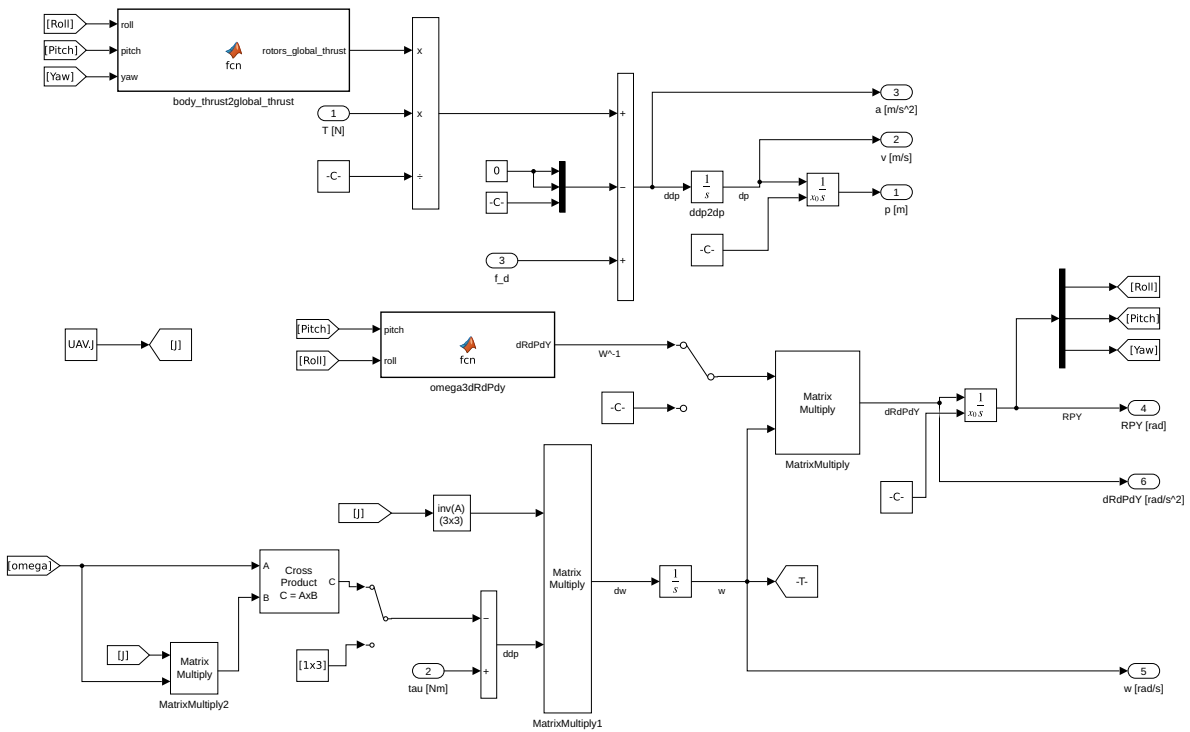 [Roll]
[Pitch]
[Yaw]
roll
pitch
yaw
fcn
rotors_global_thrust
body_thrust2global_thrust
1
T [N]
-C-
x
x
÷
0
-C-
3
f_d
+
−
+
ddp
1
s
ddp2dp
dp
-C-
1
x₀ s
3
a [m/s^2]
2
v [m/s]
1
p [m]
UAV.J
[J]
[Pitch]
[Roll]
pitch
roll
fcn
dRdPdY
omega3dRdPdy
W^-1
-C-
Matrix
Multiply
MatrixMultiply
dRdPdY
-C-
1
x₀ s
[Roll]
[Pitch]
[Yaw]
RPY
4
RPY [rad]
6
dRdPdY [rad/s^2]
[J]
inv(A)
(3x3)
[omega]
A
B
Cross
Product
C = AxB
C
[J]
Matrix
Multiply
MatrixMultiply2
[1x3]
2
tau [Nm]
−
+
ddp
Matrix
Multiply
MatrixMultiply1
dw
1
s
w
-T-
5
w [rad/s]